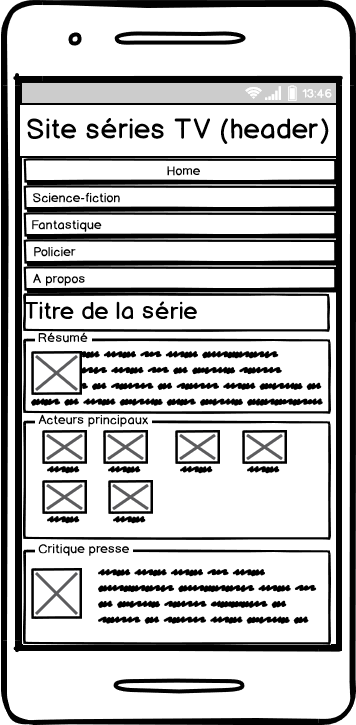 13:46
Site séries TV (header)
Home
Science-fiction
Fantastique
Policier
A propos
Titre de la série
Résumé
Acteurs principaux
Critique presse